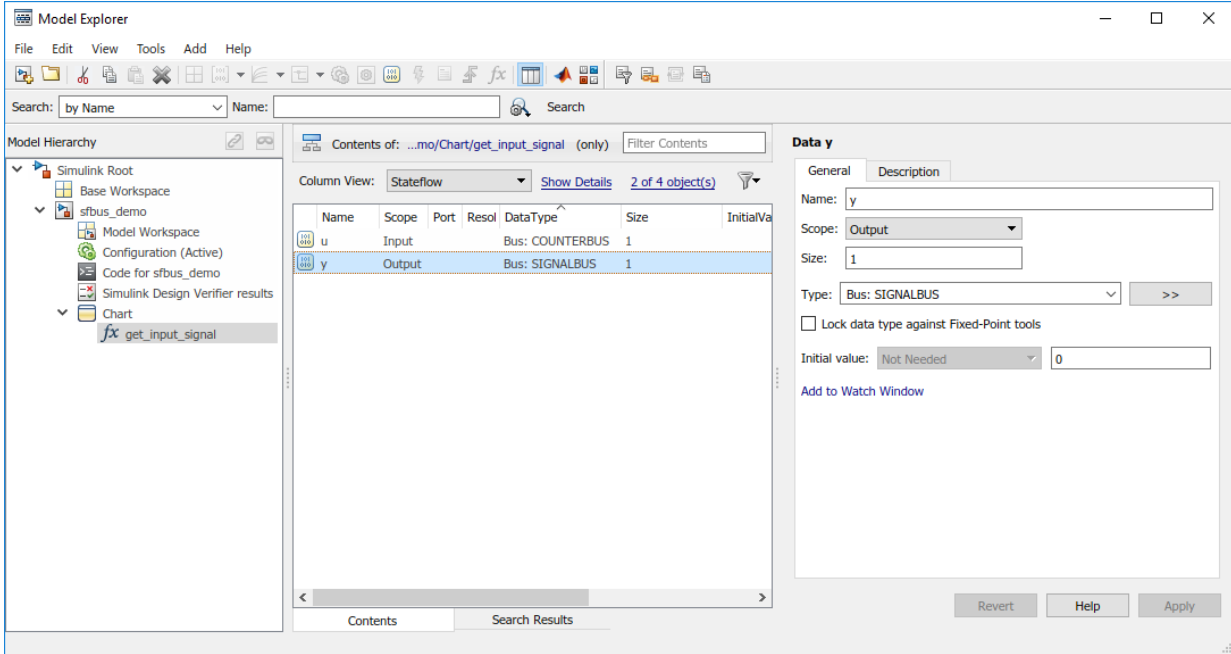 Model Explorer
File Edit View Tools Add Help
Search: by Name Name: Search
Model Hierarchy
Simulink Root
Base Workspace
sfbus_demo
Model Workspace
Configuration (Active)
Code for sfbus_demo
Simulink Design Verifier results
Chart
fx get_input_signal
Contents of: ...mo/Chart/get_input_signal (only) Filter Contents
Column View: Stateflow Show Details 2 of 4 object(s)
Name Scope Port Resol DataType Size InitialVa
u Input Bus: COUNTERBUS 1
y Output Bus: SIGNALBUS 1
Contents Search Results
Data y
General Description
Name: y
Scope: Output
Size: 1
Type: Bus: SIGNALBUS >>
Lock data type against Fixed-Point tools
Initial value: Not Needed 0
Add to Watch Window
Revert Help Apply